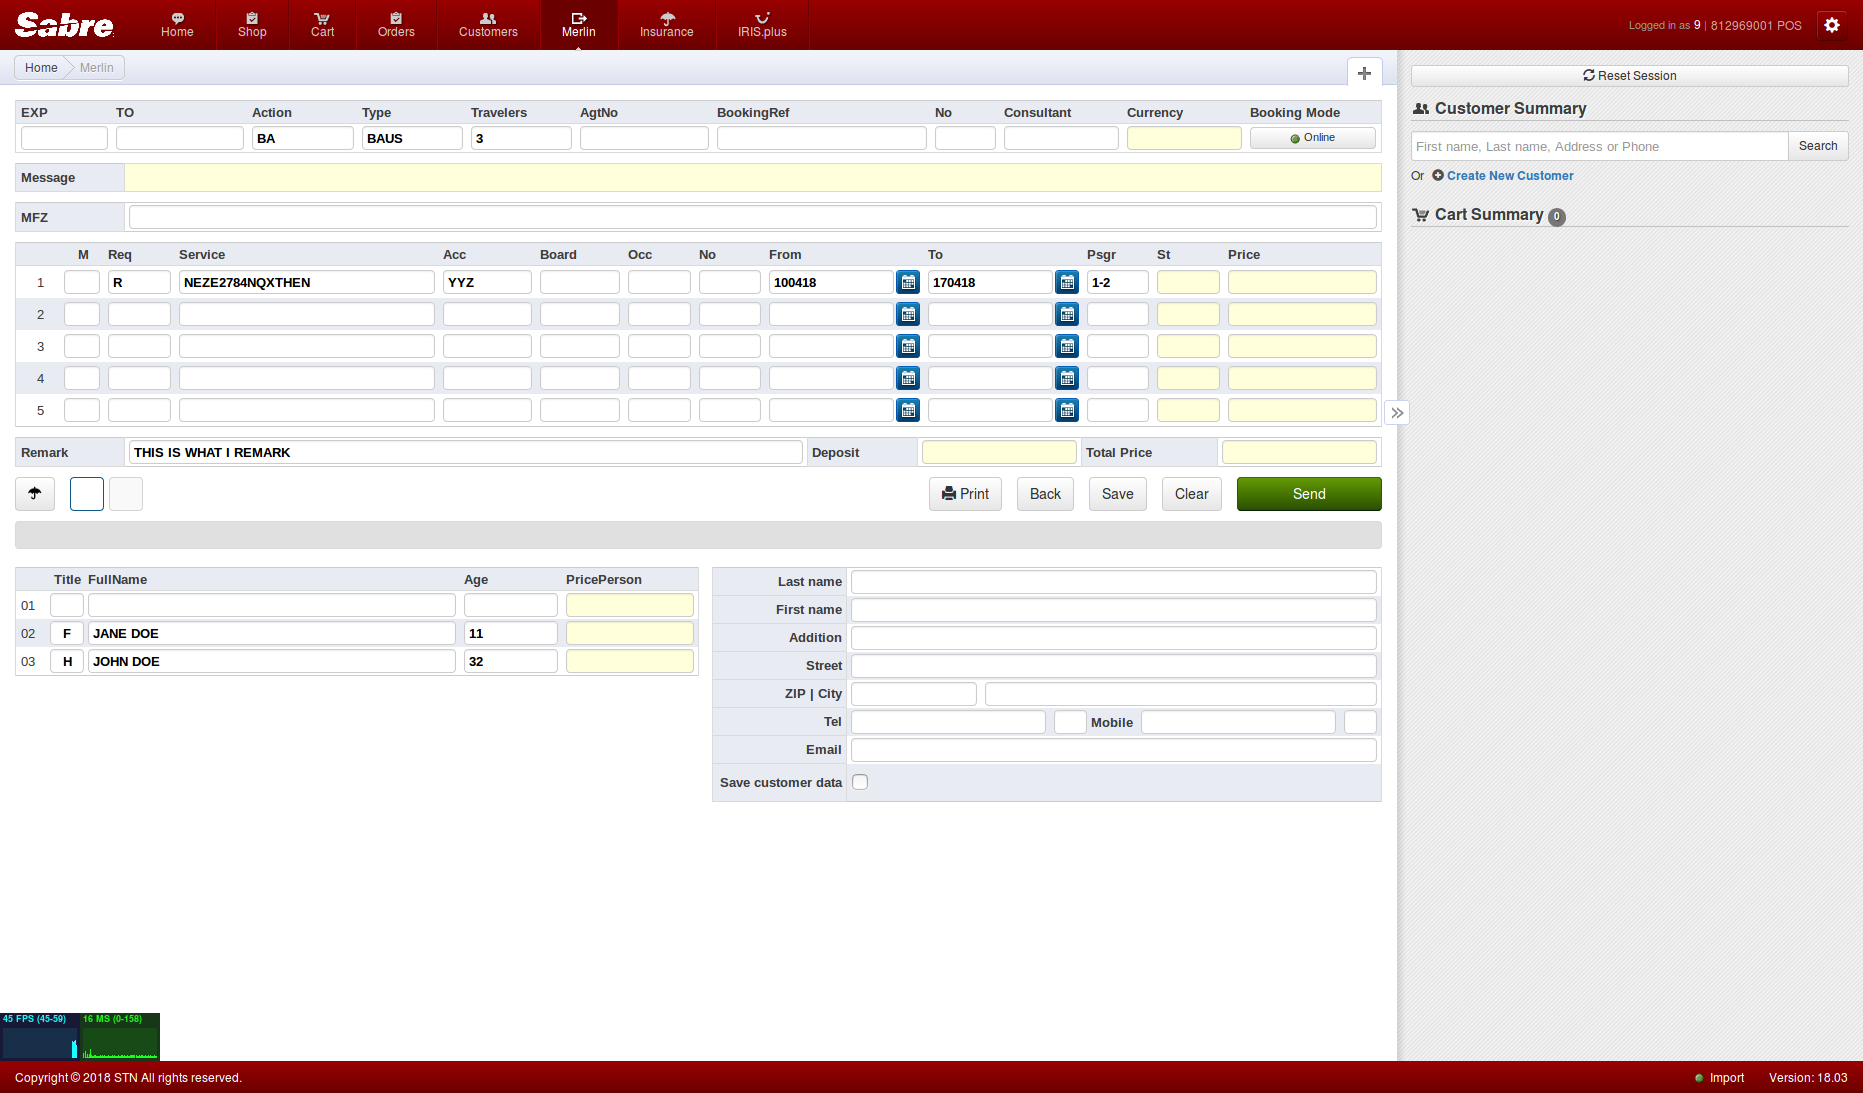 Sabre Home Shop Cart Orders Customers Merlin Insurance IRIS.plus Logged in as 9 | 812969001 POS
Home Merlin
Reset Session
EXP TO Action Type Travelers AgtNo BookingRef No Consultant Currency Booking Mode
BA BAUS 3 Online
Message
MFZ
M Req Service Acc Board Occ No From To Psgr St Price
1 R NEZE2784NQXTHEN YYZ 100418 170418 1-2
2
3
4
5
Remark THIS IS WHAT I REMARK Deposit Total Price
Print Back Save Clear Send
Title FullName Age PricePerson
01
02 F JANE DOE 11
03 H JOHN DOE 32
Last name
First name
Addition
Street
ZIP | City
Tel Mobile
Email
Save customer data
Customer Summary
First name, Last name, Address or Phone Search
Or Create New Customer
Cart Summary 0
45 FPS (45-59) 16 MS (0-158)
Copyright © 2018 STN All rights reserved. Import Version: 18.03